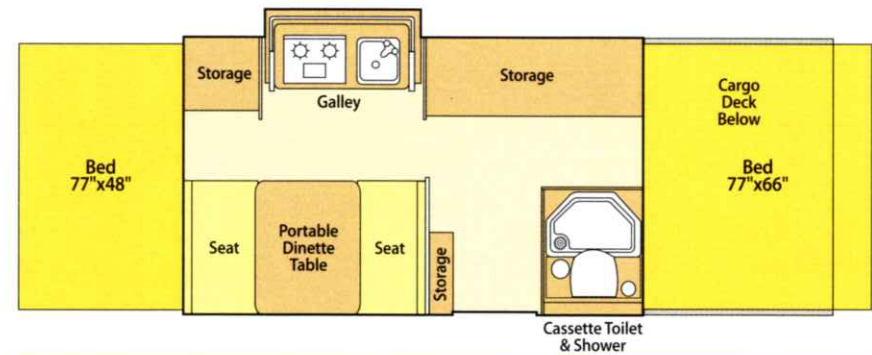 Storage
Storage
Galley
Cargo
Deck
Below
Bed
77"x48"
Bed
77"x66"
Seat
Portable
Dinette
Table
Seat
Storage
Cassette Toilet
& Shower